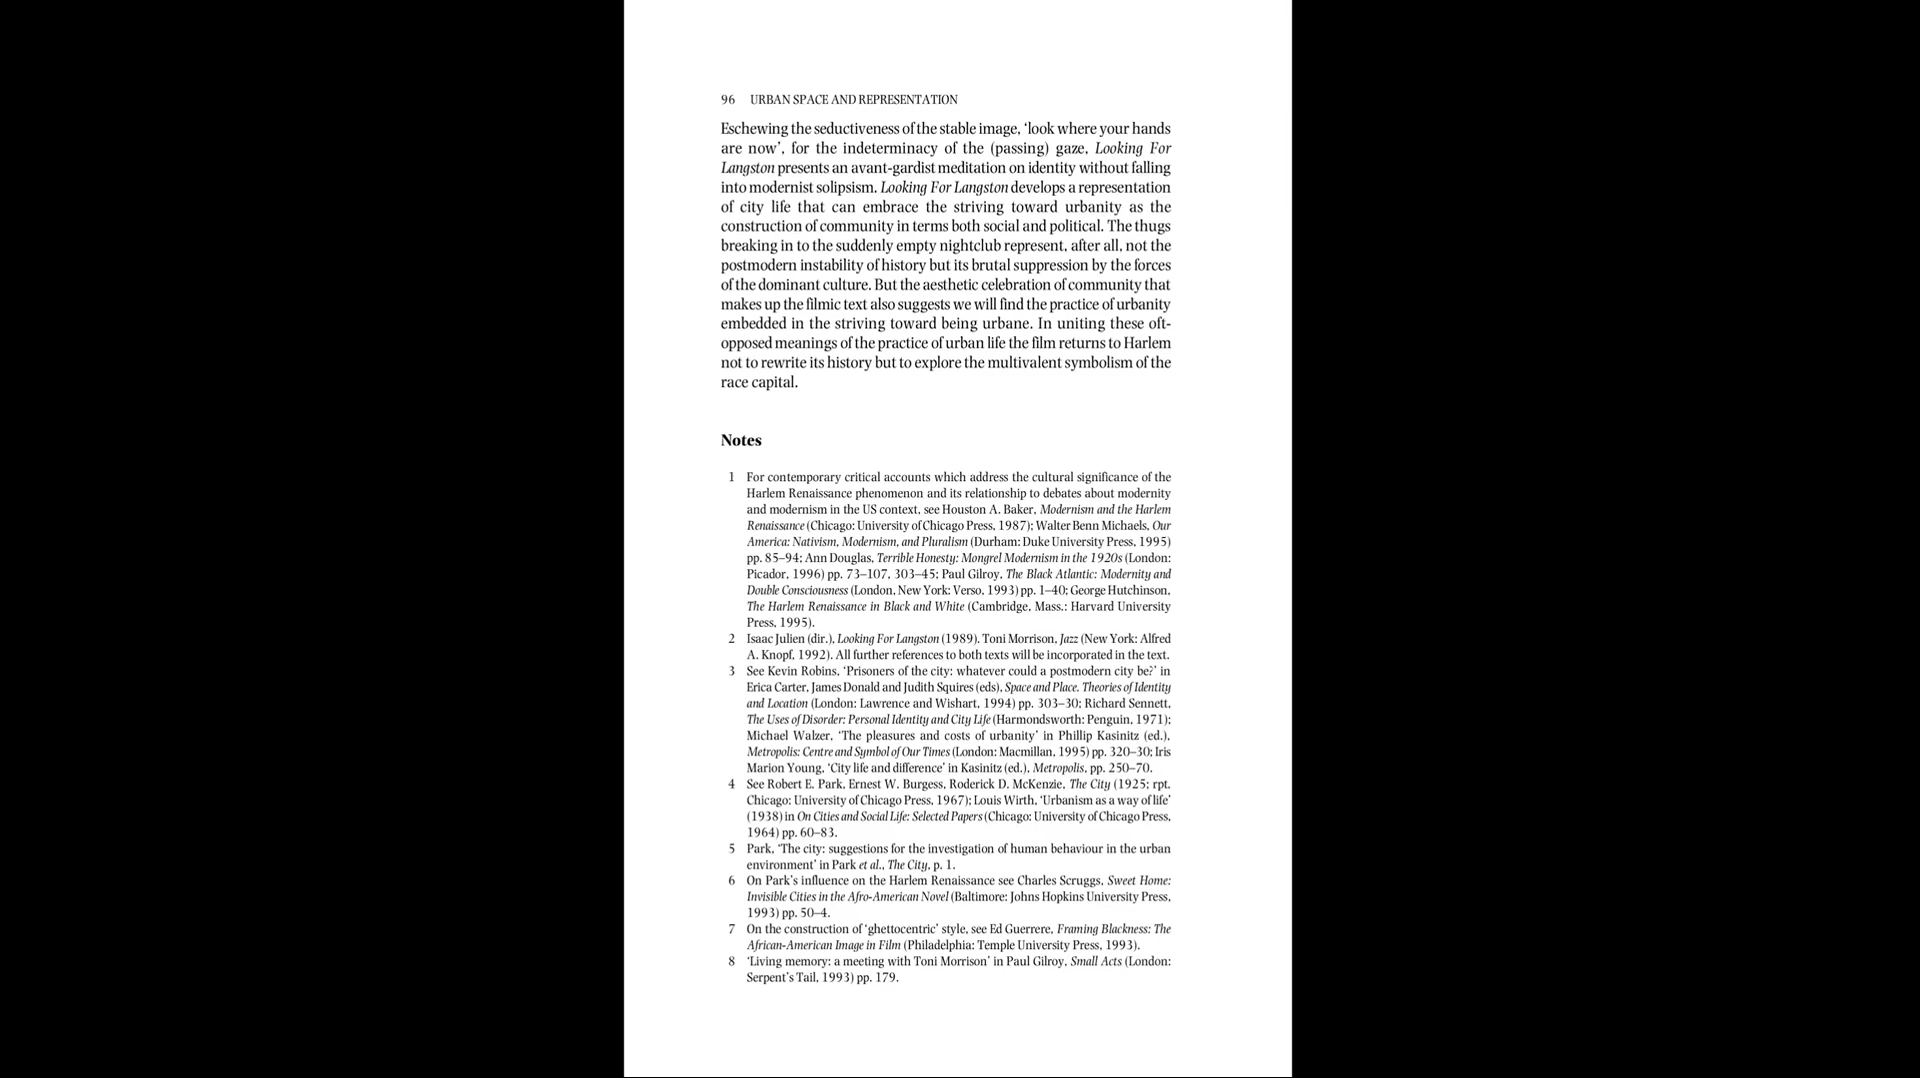 96 URBAN SPACE AND REPRESENTATION
Eschewing the seductiveness of the stable image, ‘look where your hands
are now’, for the indeterminacy of the (passing) gaze, Looking For
Langston presents an avant-gardist meditation on identity without falling
into modernist solipsism. Looking For Langston develops a representation
of city life that can embrace the striving toward urbanity as the
construction of community in terms both social and political. The thugs
breaking in to the suddenly empty nightclub represent, after all, not the
postmodern instability of history but its brutal suppression by the forces
of the dominant culture. But the aesthetic celebration of community that
makes up the filmic text also suggests we will find the practice of urbanity
embedded in the striving toward being urbane. In uniting these oft-
opposed meanings of the practice of urban life the film returns to Harlem
not to rewrite its history but to explore the multivalent symbolism of the
race capital.
Notes
1 For contemporary critical accounts which address the cultural significance of the
Harlem Renaissance phenomenon and its relationship to debates about modernity
and modernism in the US context, see Houston A. Baker, Modernism and the Harlem
Renaissance (Chicago: University of Chicago Press, 1987); Walter Benn Michaels, Our
America: Nativism, Modernism, and Pluralism (Durham: Duke University Press, 1995)
pp. 85–94; Ann Douglas, Terrible Honesty: Mongrel Modernism in the 1920s (London:
Picador, 1996) pp. 73–107, 303–45; Paul Gilroy, The Black Atlantic: Modernity and
Double Consciousness (London, New York: Verso, 1993) pp. 1–40; George Hutchinson,
The Harlem Renaissance in Black and White (Cambridge, Mass.: Harvard University
Press, 1995).
2 Isaac Julien (dir.), Looking For Langston (1989). Toni Morrison, Jazz (New York: Alfred
A. Knopf, 1992). All further references to both texts will be incorporated in the text.
3 See Kevin Robins, ‘Prisoners of the city: whatever could a postmodern city be?’ in
Erica Carter, James Donald and Judith Squires (eds), Space and Place. Theories of Identity
and Location (London: Lawrence and Wishart, 1994) pp. 303–30; Richard Sennett,
The Uses of Disorder: Personal Identity and City Life (Harmondsworth: Penguin, 1971);
Michael Walzer, ‘The pleasures and costs of urbanity’ in Phillip Kasinitz (ed.),
Metropolis: Centre and Symbol of Our Times (London: Macmillan, 1995) pp. 320–30; Iris
Marion Young, ‘City life and difference’ in Kasinitz (ed.), Metropolis, pp. 250–70.
4 See Robert E. Park, Ernest W. Burgess, Roderick D. McKenzie, The City (1925; rpt.
Chicago: University of Chicago Press, 1967); Louis Wirth, ‘Urbanism as a way of life’
(1938) in On Cities and Social Life: Selected Papers (Chicago: University of Chicago Press,
1964) pp. 60–83.
5 Park, ‘The city: suggestions for the investigation of human behaviour in the urban
environment’ in Park et al., The City, p. 1.
6 On Park’s influence on the Harlem Renaissance see Charles Scruggs, Sweet Home:
Invisible Cities in the Afro-American Novel (Baltimore: Johns Hopkins University Press,
1993) pp. 50–4.
7 On the construction of ‘ghettocentric’ style, see Ed Guerrere, Framing Blackness: The
African-American Image in Film (Philadelphia: Temple University Press, 1993).
8 ‘Living memory: a meeting with Toni Morrison’ in Paul Gilroy, Small Acts (London:
Serpent’s Tail, 1993) pp. 179.